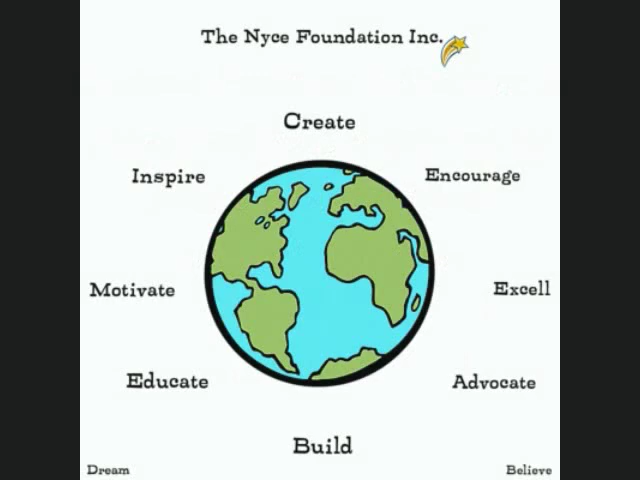 The Nyce Foundation Inc.
Create
Inspire
Encourage
Motivate
Excell
Educate
Advocate
Build
Dream
Believe